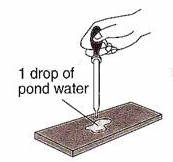 1 drop of
pond water